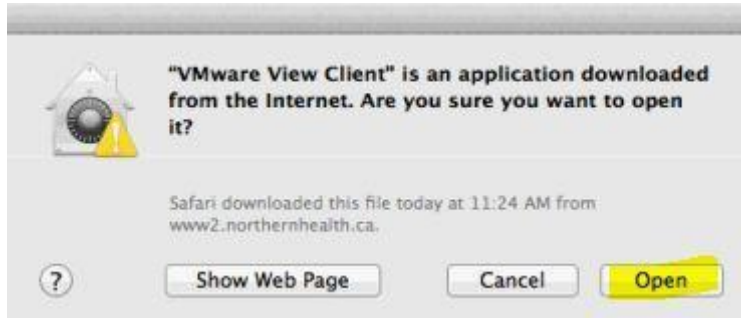 "VMware View Client" is an application downloaded
from the Internet. Are you sure you want to open
it?
Safari downloaded this file today at 11:24 AM from
www2.northernhealth.ca.
?
Show Web Page
Cancel
Open